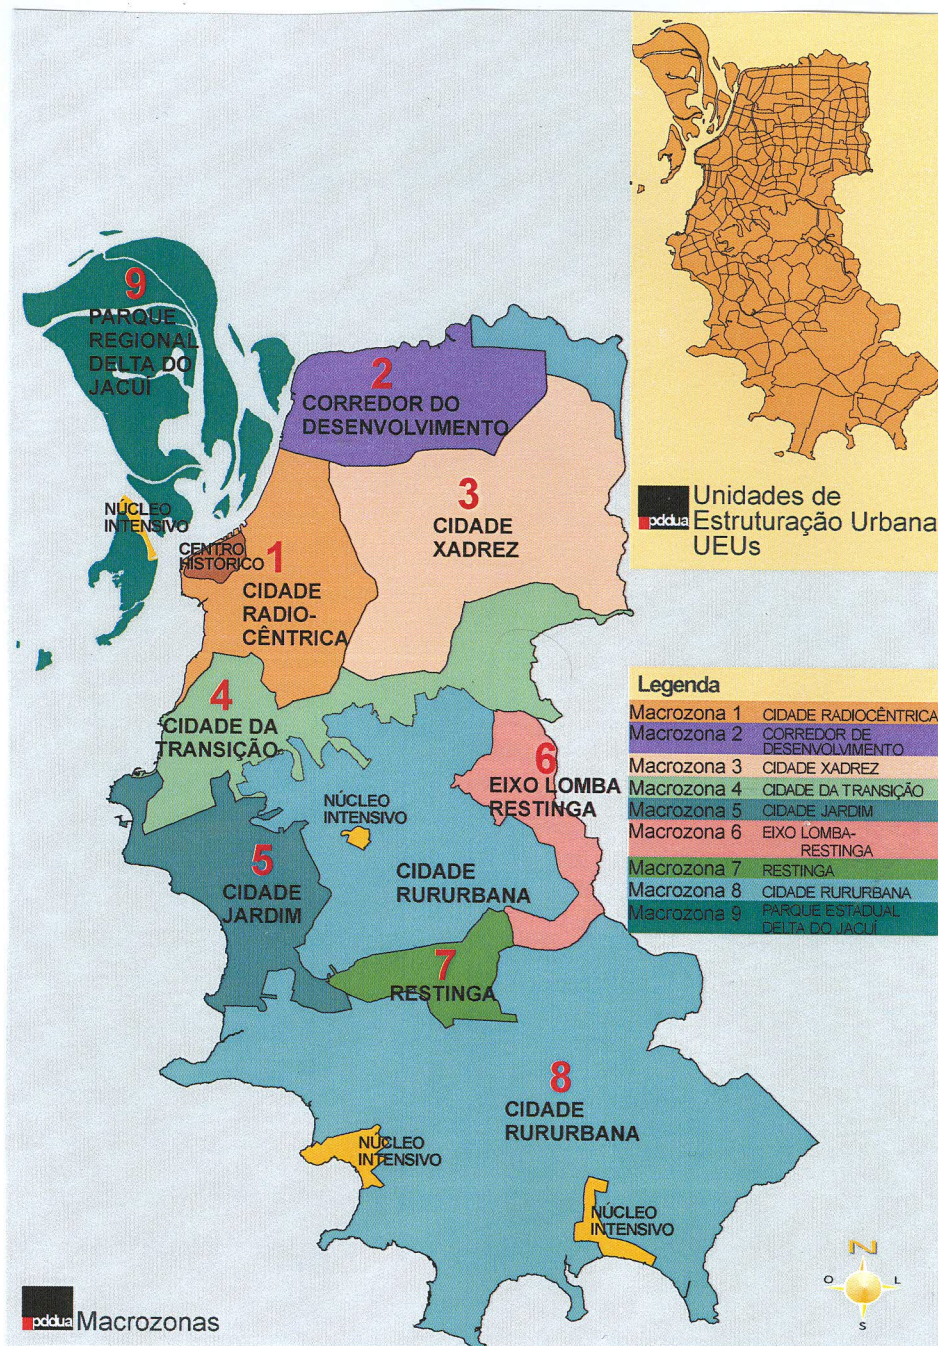 9
PARQUE
REGIONAL
DELTA DO
JACUÍ
2
CORREDOR DO
DESENVOLVIMENTO
3
CIDADE
XADREZ
NÚCLEO
INTENSIVO
CENTRO
HISTÓRICO
1
CIDADE
RADIO-
CÊNTRICA
4
CIDADE DA
TRANSIÇÃO
6
EIXO LOMBA
RESTINGA
NÚCLEO
INTENSIVO
5
CIDADE
JARDIM
CIDADE
RURURBANA
7
RESTINGA
8
CIDADE
RURURBANA
NÚCLEO
INTENSIVO
NÚCLEO
INTENSIVO
pddua
Unidades de
Estruturação Urbana
UEUs
Legenda
Macrozona 1 CIDADE RADIOCÊNTRICA
Macrozona 2 CORREDOR DE
DESENVOLVIMENTO
Macrozona 3 CIDADE XADREZ
Macrozona 4 CIDADE DA TRANSIÇÃO
Macrozona 5 CIDADE JARDIM
Macrozona 6 EIXO LOMBA-
RESTINGA
Macrozona 7 RESTINGA
Macrozona 8 CIDADE RURURBANA
Macrozona 9 PARQUE ESTADUAL
DELTA DO JACUÍ
N
O L
S
pddua Macrozonas